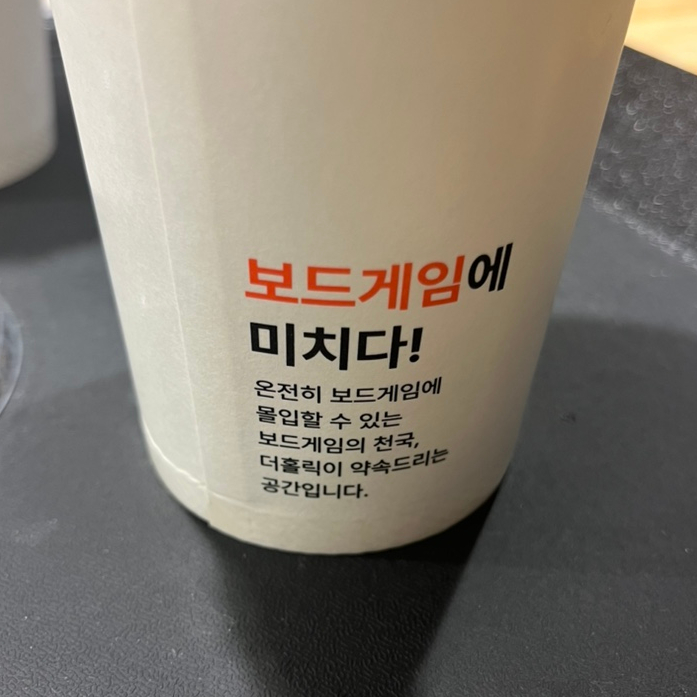 보드게임에
미치다!
온전히 보드게임에
몰입할 수 있는
보드게임의 천국,
더홀릭이 약속드리는
공간입니다.